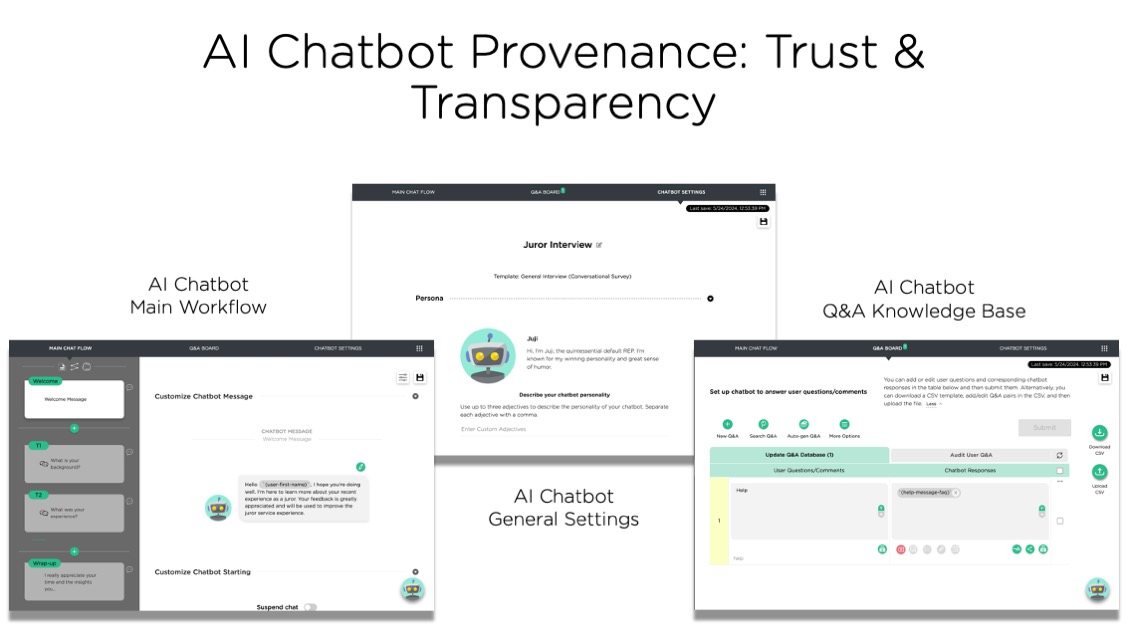 AI Chatbot Provenance: Trust &
Transparency
MAIN CHAT FLOW
Q&A BOARD
CHATBOT SETTINGS
Last save: 5/24/2024, 12:53:39 PM
Juror Interview
Template: General Interview (Conversational Survey)
Persona
Juji
Hi, I'm Juji, the quintessential default REP. I'm
known for my winning personality and great sense
of humor.
Describe your chatbot personality
Use up to three adjectives to describe the personality of your chatbot. Separate
each adjective with a comma.
Enter Custom Adjectives
AI Chatbot
General Settings
AI Chatbot
Main Workflow
MAIN CHAT FLOW
Q&A BOARD
CHATBOT SETTINGS
Welcome
Welcome Message
T1
What is your
background?
T2
What was your
experience?
Wrap-up
I really appreciate your
time and the insights
you...
Customize Chatbot Message
CHATBOT MESSAGE
Welcome Message
Hello (user-first-name), I hope you're doing
well. I'm here to learn more about your recent
experience as a juror. Your feedback is greatly
appreciated and will be used to improve the
juror service experience.
Customize Chatbot Starting
Suspend chat
AI Chatbot
Q&A Knowledge Base
MAIN CHAT FLOW
Q&A BOARD
CHATBOT SETTINGS
Last save: 5/24/2024, 12:53:39 PM
Set up chatbot to answer user questions/comments
You can add or edit user questions and corresponding chatbot
responses in the table below and then submit them. Alternatively, you
can download a CSV template, add/edit Q&A pairs in the CSV, and then
upload the file. Less
New Q&A
Search Q&A
Auto-gen Q&A
More Options
Submit
Download
CSV
Upload
CSV
Update Q&A Database (1)
Audit User Q&A
User Questions/Comments
Chatbot Responses
1
Help
(help-message-faq)
help